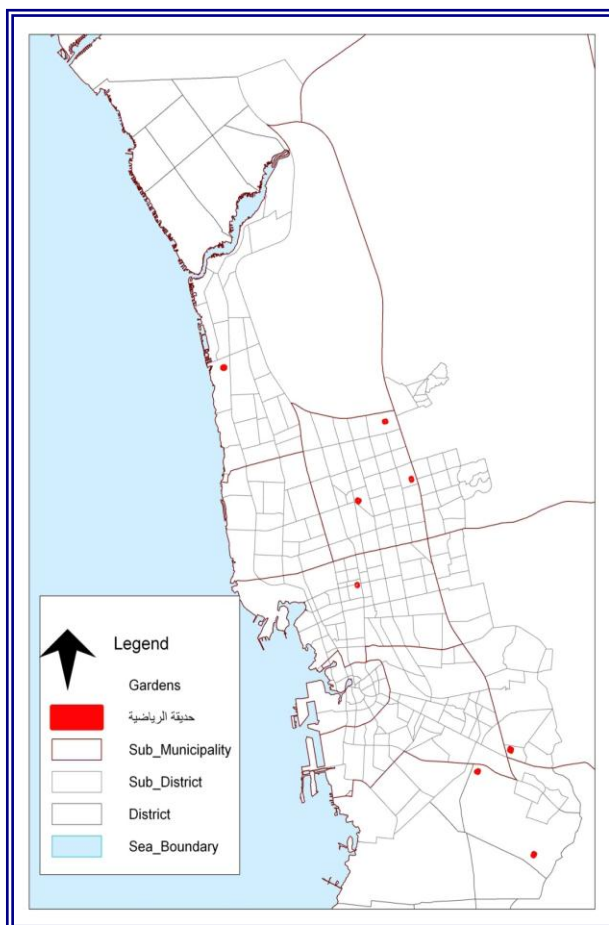 Legend
Gardens
حديقة الرياضية
Sub_Municipality
Sub_District
District
Sea_Boundary